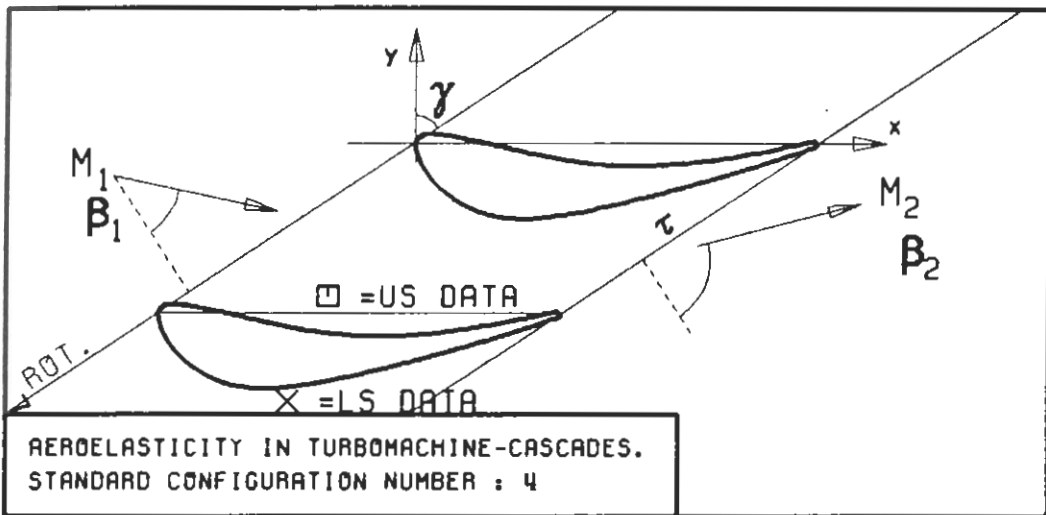 y
γ
x
M₁
β₁
M₂
β₂
τ
□ =US DATA
ROT.
× =LS DATA
AEROELASTICITY IN TURBOMACHINE-CASCADES.
STANDARD CONFIGURATION NUMBER : 4